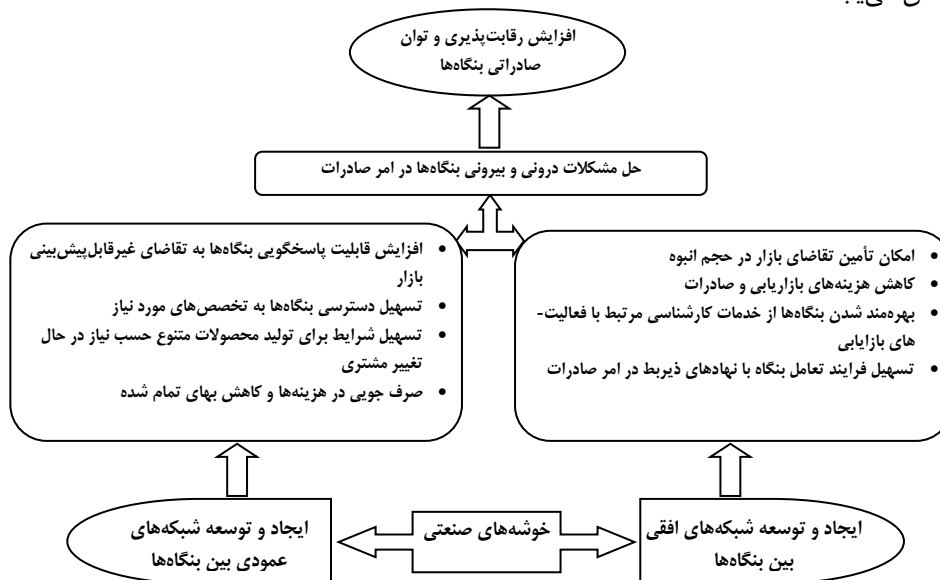 افزایش رقابت‌پذیری و توان
صادراتی بنگاه‌ها
حل مشکلات درونی و بیرونی بنگاه‌ها در امر صادرات
• امکان تأمین تقاضای بازار در حجم انبوه
• کاهش هزینه‌های بازاریابی و صادرات
• بهره‌مند شدن بنگاه‌ها از خدمات کارشناسی مرتبط با فعالیت-
های بازایابی
• تسهیل فرایند تعامل بنگاه با نهادهای ذیربط در امر صادرات
• افزایش قابلیت پاسخگویی بنگاه‌ها به تقاضای غیرقابل‌پیش‌بینی
بازار
• تسهیل دسترسی بنگاه‌ها به تخصص‌های مورد نیاز
• تسهیل شرایط برای تولید محصولات متنوع حسب نیاز در حال
تغییر مشتری
• صرف جویی در هزینه‌ها و کاهش بهای تمام شده
ایجاد و توسعه شبکه‌های افقی
بین بنگاه‌ها
خوشه‌های صنعتی
ایجاد و توسعه شبکه‌های
عمودی بین بنگاه‌ها